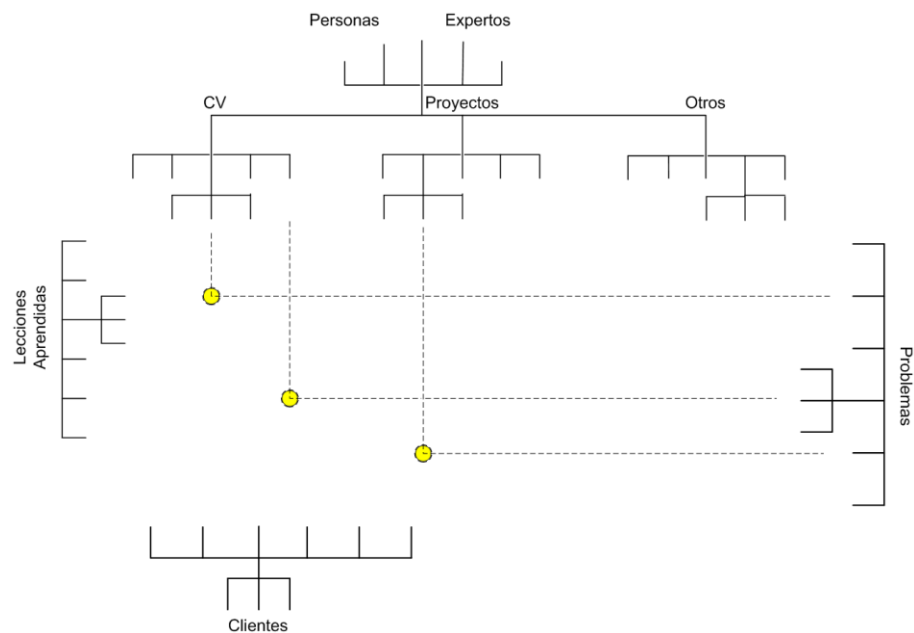 Personas Expertos
CV Proyectos Otros
Lecciones
Aprendidas
Problemas
Clientes